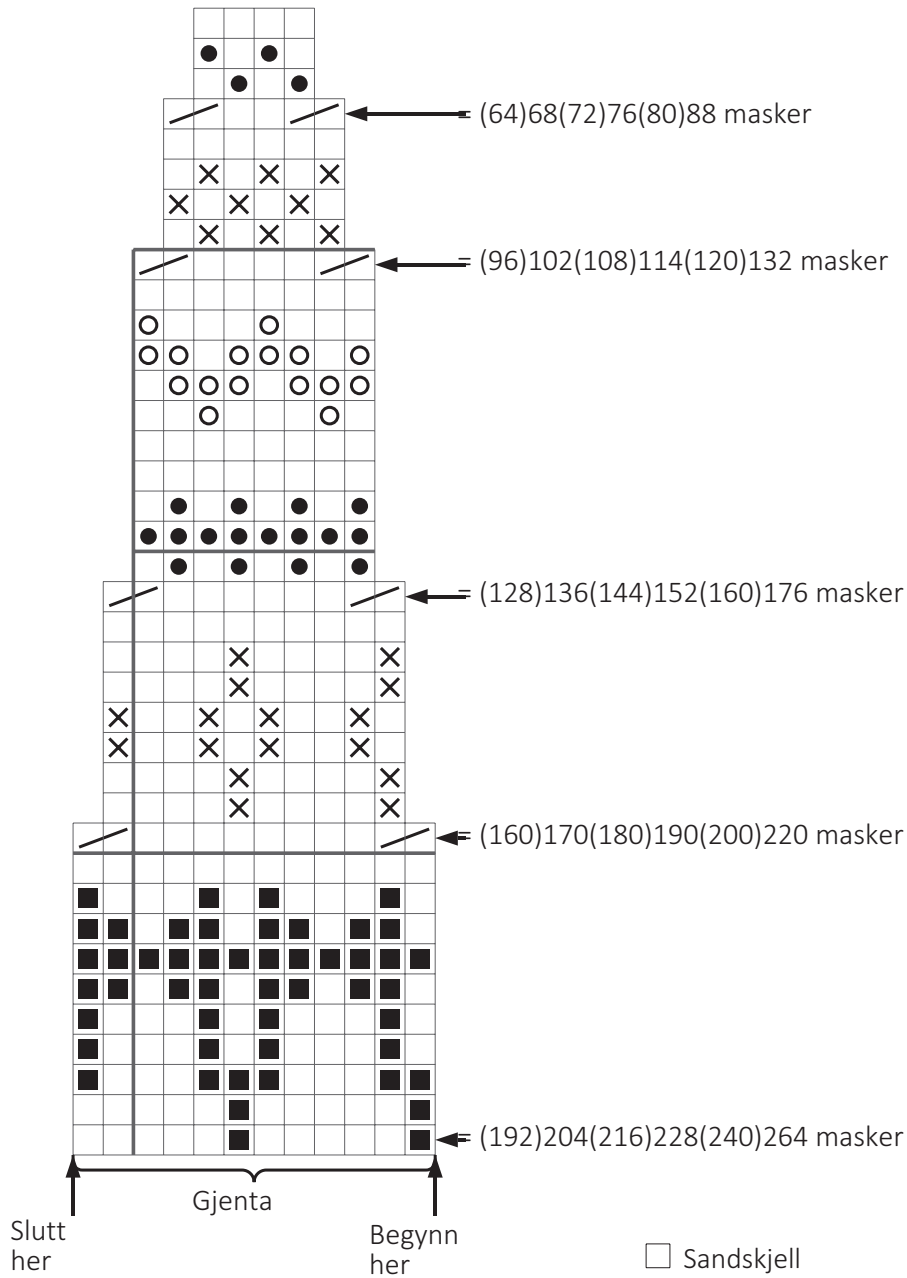 = (64)68(72)76(80)88 masker
= (96)102(108)114(120)132 masker
= (128)136(144)152(160)176 masker
= (160)170(180)190(200)220 masker
= (192)204(216)228(240)264 masker
Gjenta
Slutt
her
Begynn
her
Sandskjell